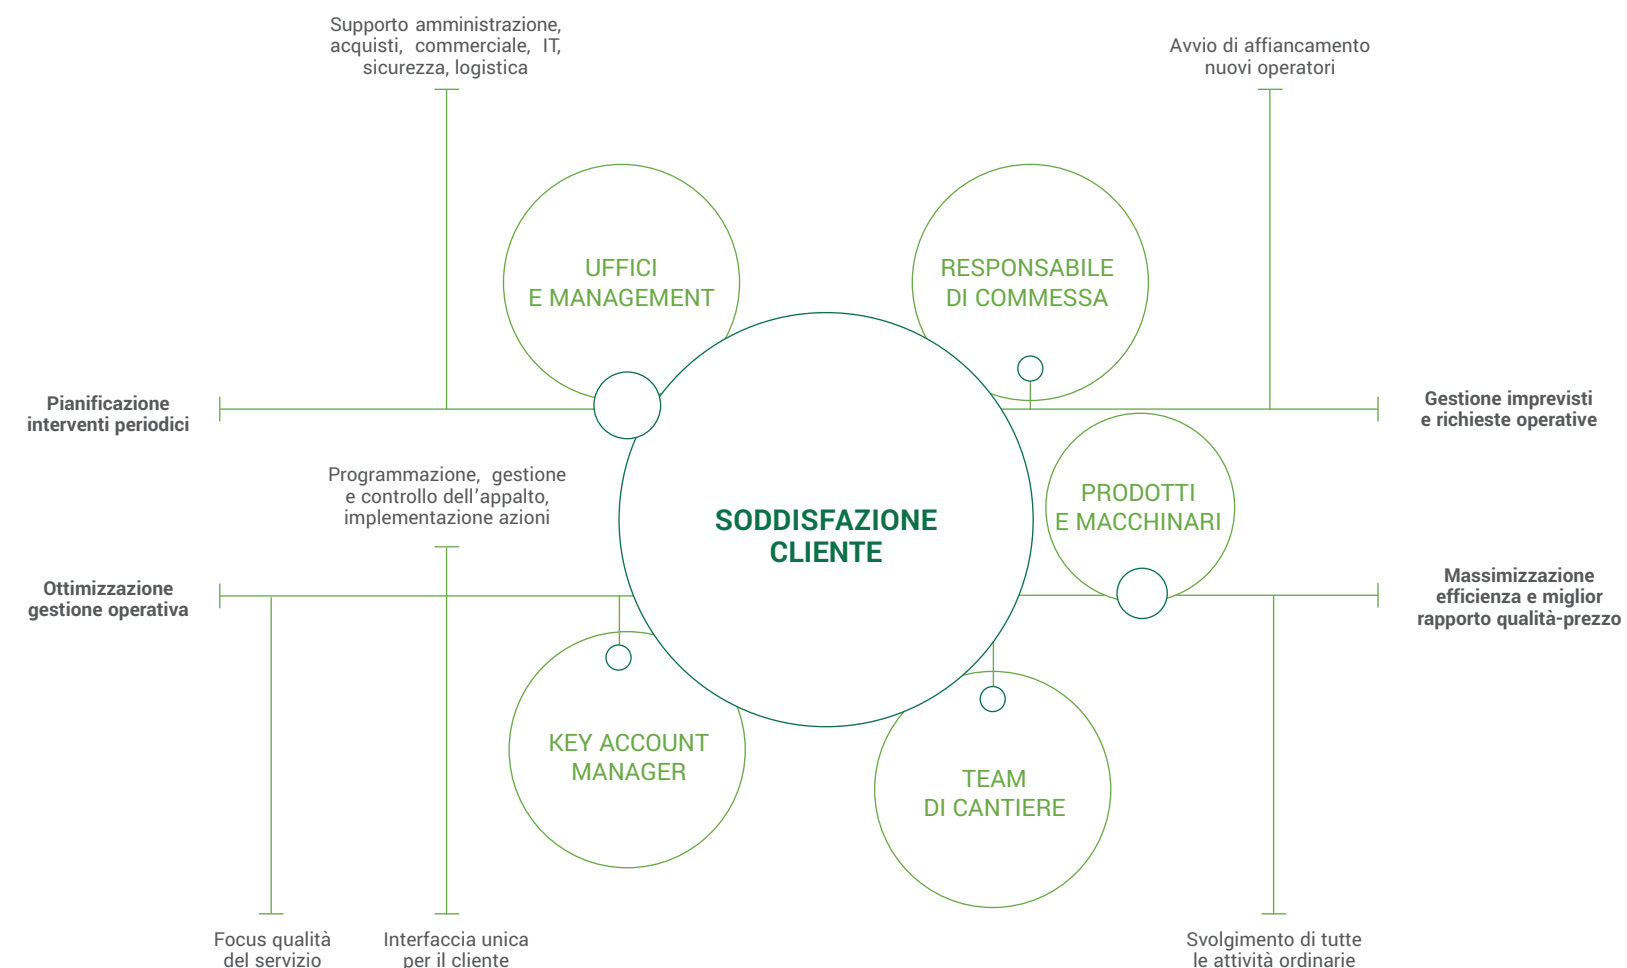 Supporto amministrazione,
acquisti, commerciale, IT,
sicurezza, logistica
Avvio di affiancamento
nuovi operatori
UFFICI
E MANAGEMENT
RESPONSABILE
DI COMMESSA
Pianificazione
interventi periodici
Gestione imprevisti
e richieste operative
Programmazione, gestione
e controllo dell'appalto,
implementazione azioni
PRODOTTI
E MACCHINARI
SODDISFAZIONE
CLIENTE
Ottimizzazione
gestione operativa
Massimizzazione
efficienza e miglior
rapporto qualità-prezzo
KEY ACCOUNT
MANAGER
TEAM
DI CANTIERE
Focus qualità
del servizio
Interfaccia unica
per il cliente
Svolgimento di tutte
le attività ordinarie